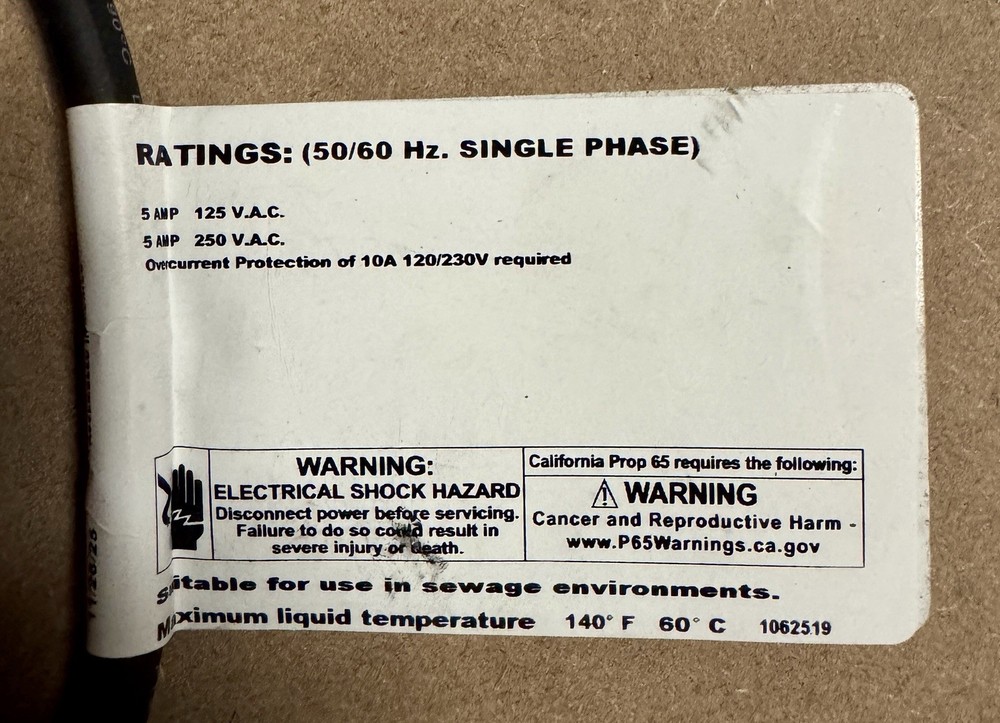 RATINGS: (50/60 Hz. SINGLE PHASE)
5 AMP 125 V.A.C.
5 AMP 250 V.A.C.
Overcurrent Protection of 10A 120/230V required
WARNING:
ELECTRICAL SHOCK HAZARD
Disconnect power before servicing.
Failure to do so could result in
severe injury or death.
California Prop 65 requires the following:
WARNING
Cancer and Reproductive Harm -
www.P65Warnings.ca.gov
Suitable for use in sewage environments.
Maximum liquid temperature 140° F 60° C 1062519